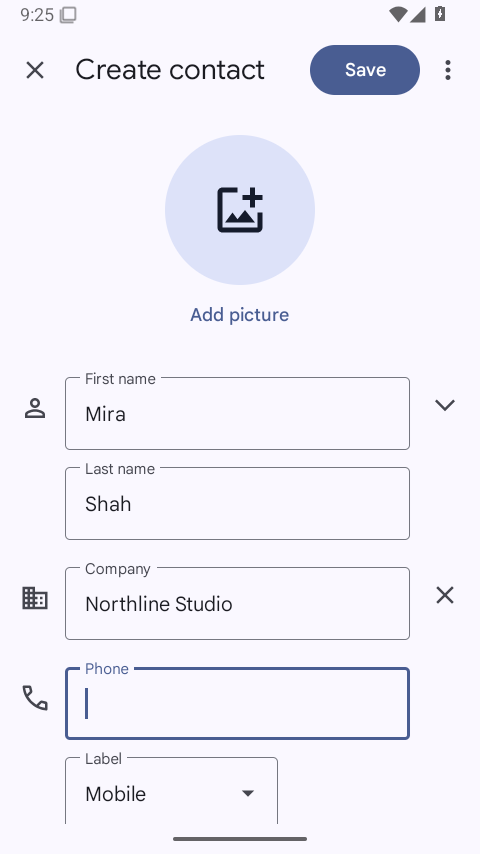 9:25
Create contact
Save
Add picture
First name
Mira
Last name
Shah
Company
Northline Studio
Phone
Label
Mobile